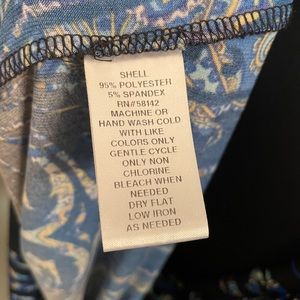 SHELL
95% POLYESTER
5% SPANDEX
RN#58142
MACHINE OR
HAND WASH COLD
WITH LIKE
COLORS ONLY
GENTLE CYCLE
ONLY NON
CHLORINE
BLEACH WHEN
NEEDED
DRY FLAT
LOW IRON
AS NEEDED